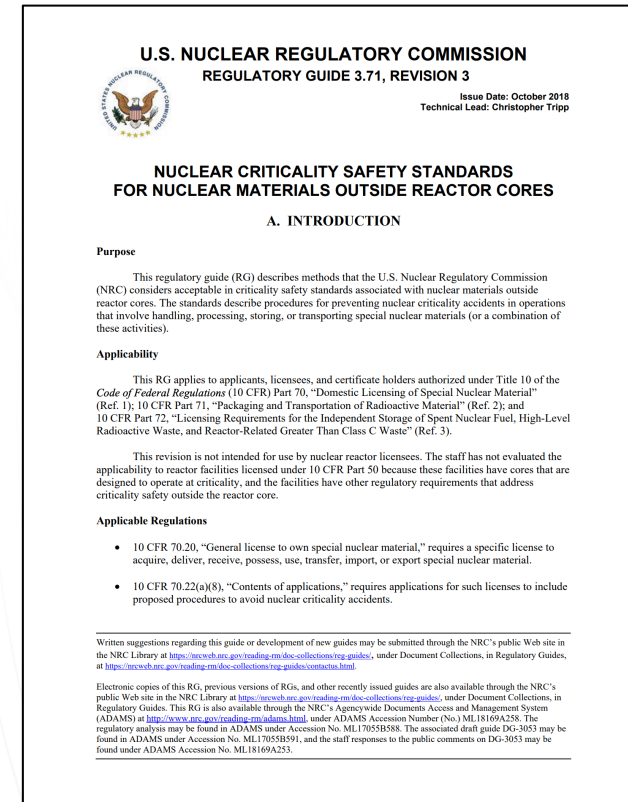 U.S. NUCLEAR REGULATORY COMMISSION
REGULATORY GUIDE 3.71, REVISION 3
Issue Date: October 2018
Technical Lead: Christopher Tripp
UNITED STATES NUCLEAR REGULATORY COMMISSION
NUCLEAR CRITICALITY SAFETY STANDARDS
FOR NUCLEAR MATERIALS OUTSIDE REACTOR CORES
A. INTRODUCTION
Purpose
This regulatory guide (RG) describes methods that the U.S. Nuclear Regulatory Commission
(NRC) considers acceptable in criticality safety standards associated with nuclear materials outside
reactor cores. The standards describe procedures for preventing nuclear criticality accidents in operations
that involve handling, processing, storing, or transporting special nuclear materials (or a combination of
these activities).
Applicability
This RG applies to applicants, licensees, and certificate holders authorized under Title 10 of the
Code of Federal Regulations (10 CFR) Part 70, “Domestic Licensing of Special Nuclear Material”
(Ref. 1); 10 CFR Part 71, “Packaging and Transportation of Radioactive Material” (Ref. 2); and
10 CFR Part 72, “Licensing Requirements for the Independent Storage of Spent Nuclear Fuel, High-Level
Radioactive Waste, and Reactor-Related Greater Than Class C Waste” (Ref. 3).
This revision is not intended for use by nuclear reactor licensees. The staff has not evaluated the
applicability to reactor facilities licensed under 10 CFR Part 50 because these facilities have cores that are
designed to operate at criticality, and the facilities have other regulatory requirements that address
criticality safety outside the reactor core.
Applicable Regulations
• 10 CFR 70.20, “General license to own special nuclear material,” requires a specific license to
acquire, deliver, receive, possess, use, transfer, import, or export special nuclear material.
• 10 CFR 70.22(a)(8), “Contents of applications,” requires applications for such licenses to include
proposed procedures to avoid nuclear criticality accidents.
Written suggestions regarding this guide or development of new guides may be submitted through the NRC’s public Web site in
the NRC Library at https://nrcweb.nrc.gov/reading-rm/doc-collections/reg-guides/, under Document Collections, in Regulatory Guides,
at https://nrcweb.nrc.gov/reading-rm/doc-collections/reg-guides/contactus.html.
Electronic copies of this RG, previous versions of RGs, and other recently issued guides are also available through the NRC’s
public Web site in the NRC Library at https://nrcweb.nrc.gov/reading-rm/doc-collections/reg-guides/, under Document Collections, in
Regulatory Guides. This RG is also available through the NRC’s Agencywide Documents Access and Management System
(ADAMS) at http://www.nrc.gov/reading-rm/adams.html, under ADAMS Accession Number (No.) ML18169A258. The
regulatory analysis may be found in ADAMS under Accession No. ML17055B588. The associated draft guide DG-3053 may be
found in ADAMS under Accession No. ML17055B591, and the staff responses to the public comments on DG-3053 may be
found under ADAMS Accession No. ML18169A253.